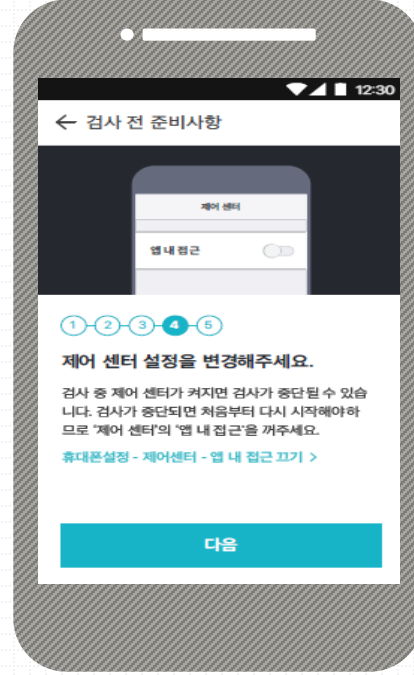 12:30
← 검사 전 준비사항
제어 센터
앱 내 접근
1 2 3 4 5
제어 센터 설정을 변경해주세요.
검사 중 제어 센터가 켜지면 검사가 중단될 수 있습
니다. 검사가 중단되면 처음부터 다시 시작해야하
므로 '제어 센터'의 '앱 내 접근'을 꺼주세요.
휴대폰설정 - 제어센터 - 앱 내 접근 끄기 >
다음